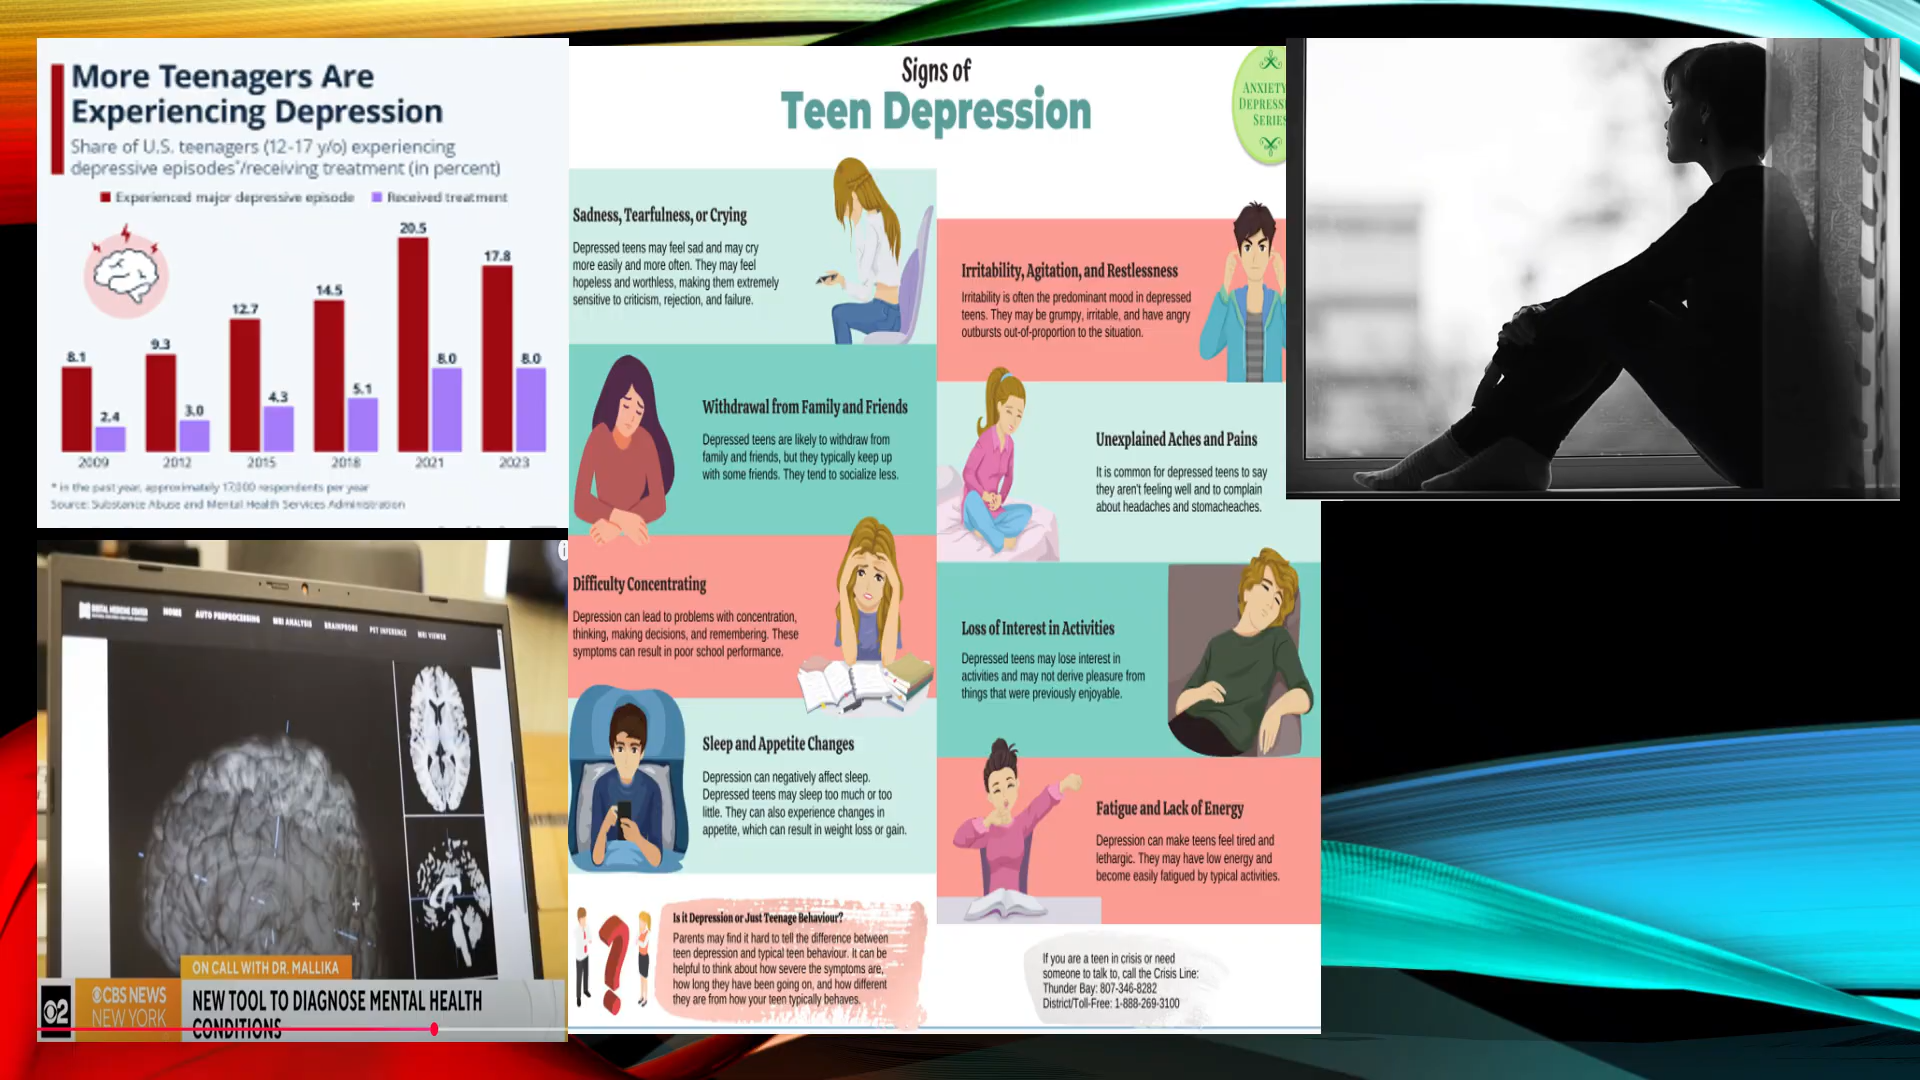 More Teenagers Are
Experiencing Depression
Share of U.S. teenagers (12-17 y/o) experiencing
depressive episodes*/receiving treatment (in percent)
Experienced major depressive episode
Received treatment
8.1
2.4
9.3
3.0
12.7
4.3
14.5
5.1
20.5
8.0
17.8
8.0
2009
2012
2015
2018
2021
2023
* in the past year, approximately 17,000 respondents per year
Source: Substance Abuse and Mental Health Services Administration
HOME
AUTO PREPROCESSING
MRI ANALYSIS
BRAINPROBE
PET INFERENCE
MRI VIEWER
ON CALL WITH DR. MALLIKA
2
CBS NEWS
NEW YORK
NEW TOOL TO DIAGNOSE MENTAL HEALTH
CONDITIONS
Signs of
Teen Depression
ANXIETY
DEPRESS
SERIES
Sadness, Tearfulness, or Crying
Depressed teens may feel sad and may cry
more easily and more often. They may feel
hopeless and worthless, making them extremely
sensitive to criticism, rejection, and failure.
Irritability, Agitation, and Restlessness
Irritability is often the predominant mood in depressed
teens. They may be grumpy, irritable, and have angry
outbursts out-of-proportion to the situation.
Withdrawal from Family and Friends
Depressed teens are likely to withdraw from
family and friends, but they typically keep up
with some friends. They tend to socialize less.
Unexplained Aches and Pains
It is common for depressed teens to say
they aren't feeling well and to complain
about headaches and stomacheaches.
Difficulty Concentrating
Depression can lead to problems with concentration,
thinking, making decisions, and remembering. These
symptoms can result in poor school performance.
Loss of Interest in Activities
Depressed teens may lose interest in
activities and may not derive pleasure from
things that were previously enjoyable.
Sleep and Appetite Changes
Depression can negatively affect sleep.
Depressed teens may sleep too much or too
little. They can also experience changes in
appetite, which can result in weight loss or gain.
Fatigue and Lack of Energy
Depression can make teens feel tired and
lethargic. They may have low energy and
become easily fatigued by typical activities.
Is it Depression or Just Teenage Behaviour?
Parents may find it hard to tell the difference between
teen depression and typical teen behaviour. It can be
helpful to think about how severe the symptoms are,
how long they have been going on, and how different
they are from how your teen typically behaves.
If you are a teen in crisis or need
someone to talk to, call the Crisis Line:
Thunder Bay: 807-346-8282
District/Toll-Free: 1-888-269-3100